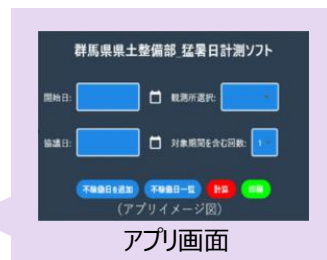 群馬県県土整備部_猛暑日計測ソフト
開始日:
観測所選択:
協議日:
対象期間を含む回数:
1
不稼働日を追加
不稼働日一覧
計算
印刷
(アプリイメージ図)
アプリ画面